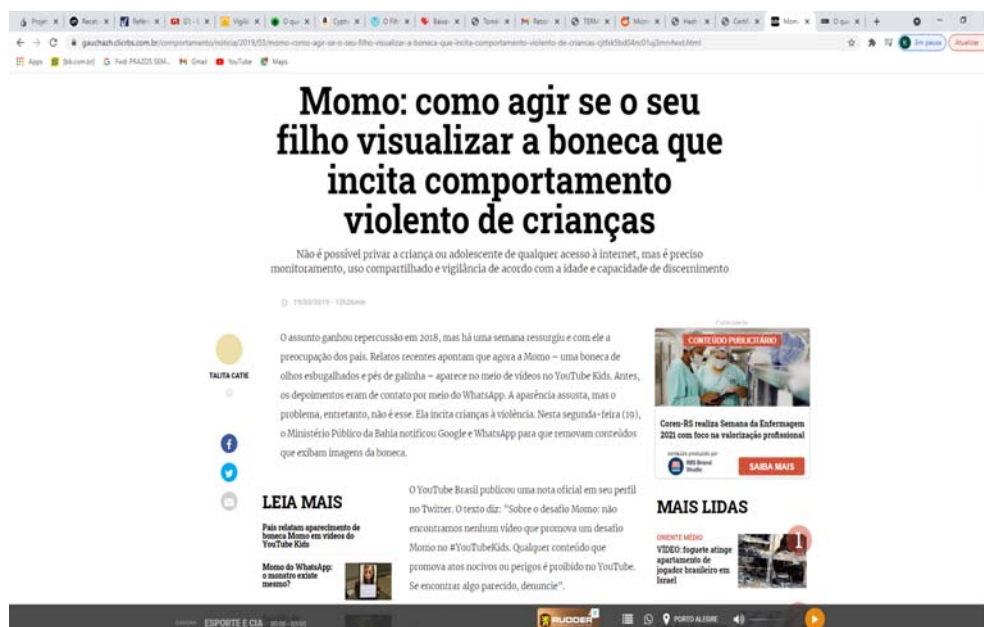 gauchazh.clicrbs.com.br/comportamento/noticia/2019/03/momo-como-agir-se-o-seu-filho-visualizar-a-boneca-que-incita-comportamento-violento-de-criancas
Em pausa
Atualizar
Apps
Gmail
YouTube
Maps
Momo: como agir se o seu
filho visualizar a boneca que
incita comportamento
violento de crianças
Não é possível privar a criança ou adolescente de qualquer acesso à internet, mas é preciso
monitoramento, uso compartilhado e vigilância de acordo com a idade e capacidade de discernimento
TALITA CATIE
O assunto ganhou repercussão em 2018, mas há uma semana ressurgiu e com ele a
preocupação dos pais. Relatos recentes apontam que agora a Momo – uma boneca de
olhos esbugalhados e pés de galinha – aparece no meio de vídeos no YouTube Kids. Antes,
os depoimentos eram de contato por meio do WhatsApp. A aparência assusta, mas o
problema, entretanto, não é esse. Ela incita crianças à violência. Nesta segunda-feira (19),
o Ministério Público da Bahia notificou Google e WhatsApp para que removam conteúdos
que exibam imagens da boneca.
LEIA MAIS
Pais relatam aparecimento de
boneca Momo em vídeos do
YouTube Kids
Momo do WhatsApp:
o monstro existe
mesmo?
O YouTube Brasil publicou uma nota oficial em seu perfil
no Twitter. O texto diz: "Sobre o desafio Momo: não
encontramos nenhum vídeo que promova um desafio
Momo no #YouTubeKids. Qualquer conteúdo que
promova atos nocivos ou perigos é proibido no YouTube.
Se encontrar algo parecido, denuncie".
CONTEÚDO PUBLICITÁRIO
Coren-RS realiza Semana da Enfermagem
2021 com foco na valorização profissional
conteúdo produzido por
RBS Brand
Studio
SAIBA MAIS
MAIS LIDAS
1
ORIENTE MÉDIO
VÍDEO: foguete atinge
apartamento de
jogador brasileiro em
Israel
ESPORTE E CIA
RUDDER
PORTO ALEGRE